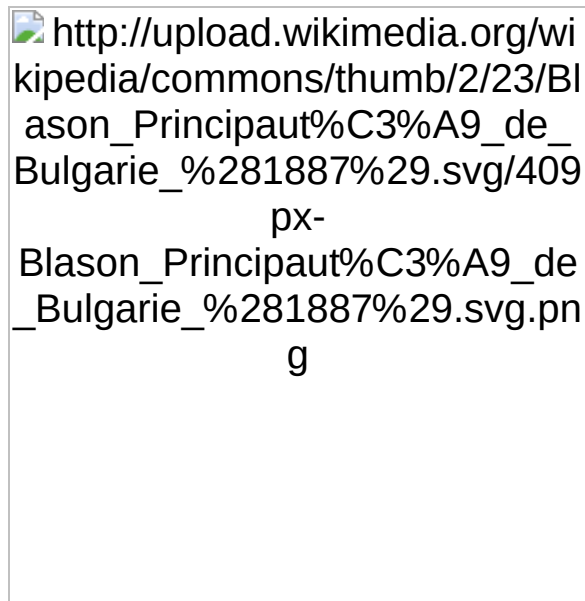 http://upload.wikimedia.org/wi
kipedia/commons/thumb/2/23/Bl
ason_Principaut%C3%A9_de_
Bulgarie_%281887%29.svg/409
px-
Blason_Principaut%C3%A9_de
_Bulgarie_%281887%29.svg.pn
g